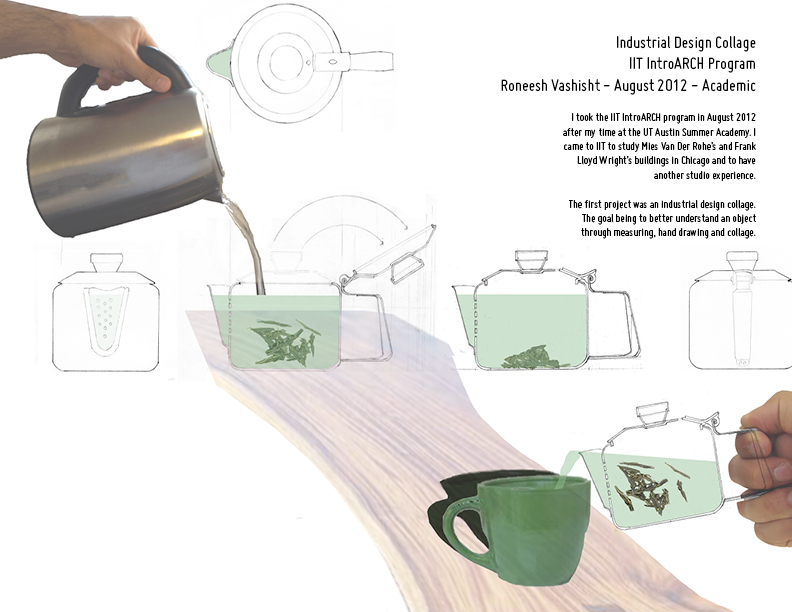 Industrial Design Collage
IIT IntroARCH Program
Roneesh Vashisht - August 2012 - Academic
I took the IIT IntroARCH program in August 2012
after my time at the UT Austin Summer Academy. I
came to IIT to study Mies Van Der Rohe's and Frank
Lloyd Wright's buildings in Chicago and to have
another studio experience.
The first project was an industrial design collage.
The goal being to better understand an object
through measuring, hand drawing and collage.